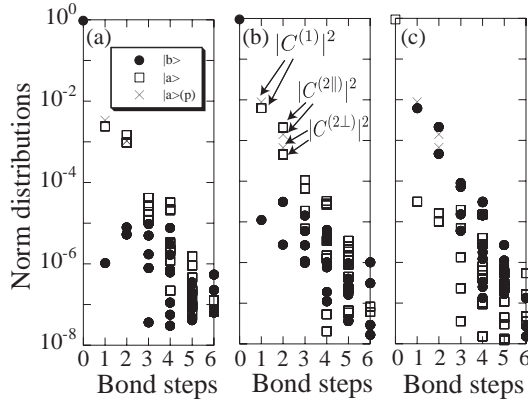 Norm distributions
10^0
10^-2
10^-4
10^-6
10^-8
(a)
|b>
|a>
|a>(p)
0 1 2 3 4 5 6
Bond steps
(b)
|C^(1)|^2
|C^(2||)|^2
|C^(2⊥)|^2
0 1 2 3 4 5 6
Bond steps
(c)
0 1 2 3 4 5 6
Bond steps